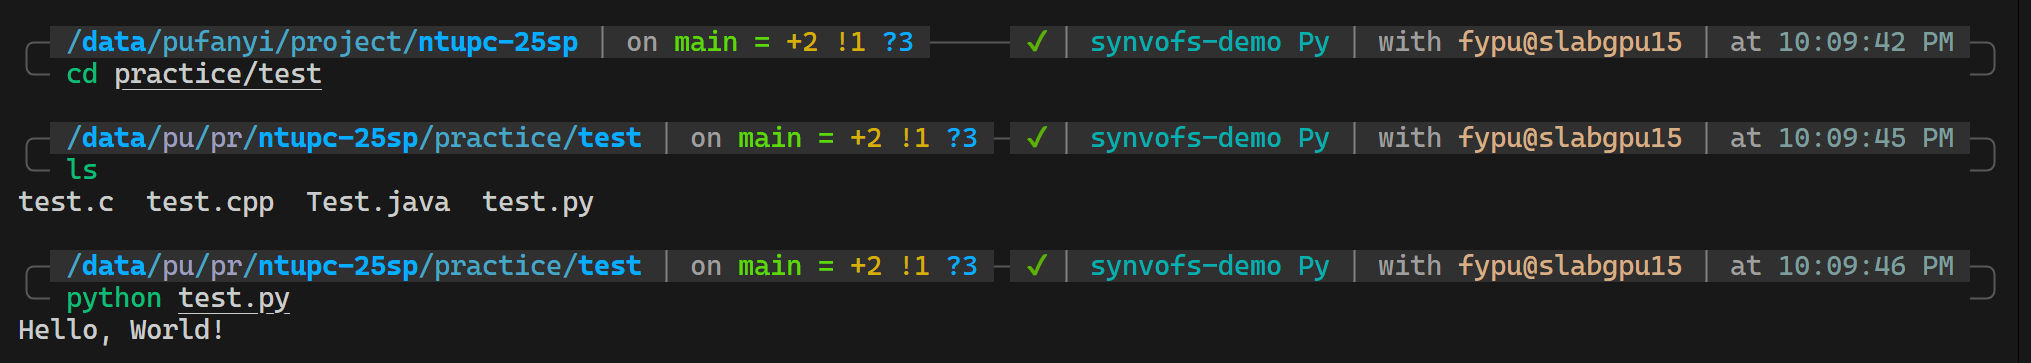 /data/pufanyi/project/ntupc-25sp | on main = +2 !1 ?3 ✓ | synvofs-demo Py | with fypu@slabgpu15 | at 10:09:42 PM
cd practice/test
/data/pu/pr/ntupc-25sp/practice/test | on main = +2 !1 ?3 ✓ | synvofs-demo Py | with fypu@slabgpu15 | at 10:09:45 PM
ls
test.c  test.cpp  Test.java  test.py
/data/pu/pr/ntupc-25sp/practice/test | on main = +2 !1 ?3 ✓ | synvofs-demo Py | with fypu@slabgpu15 | at 10:09:46 PM
python test.py
Hello, World!